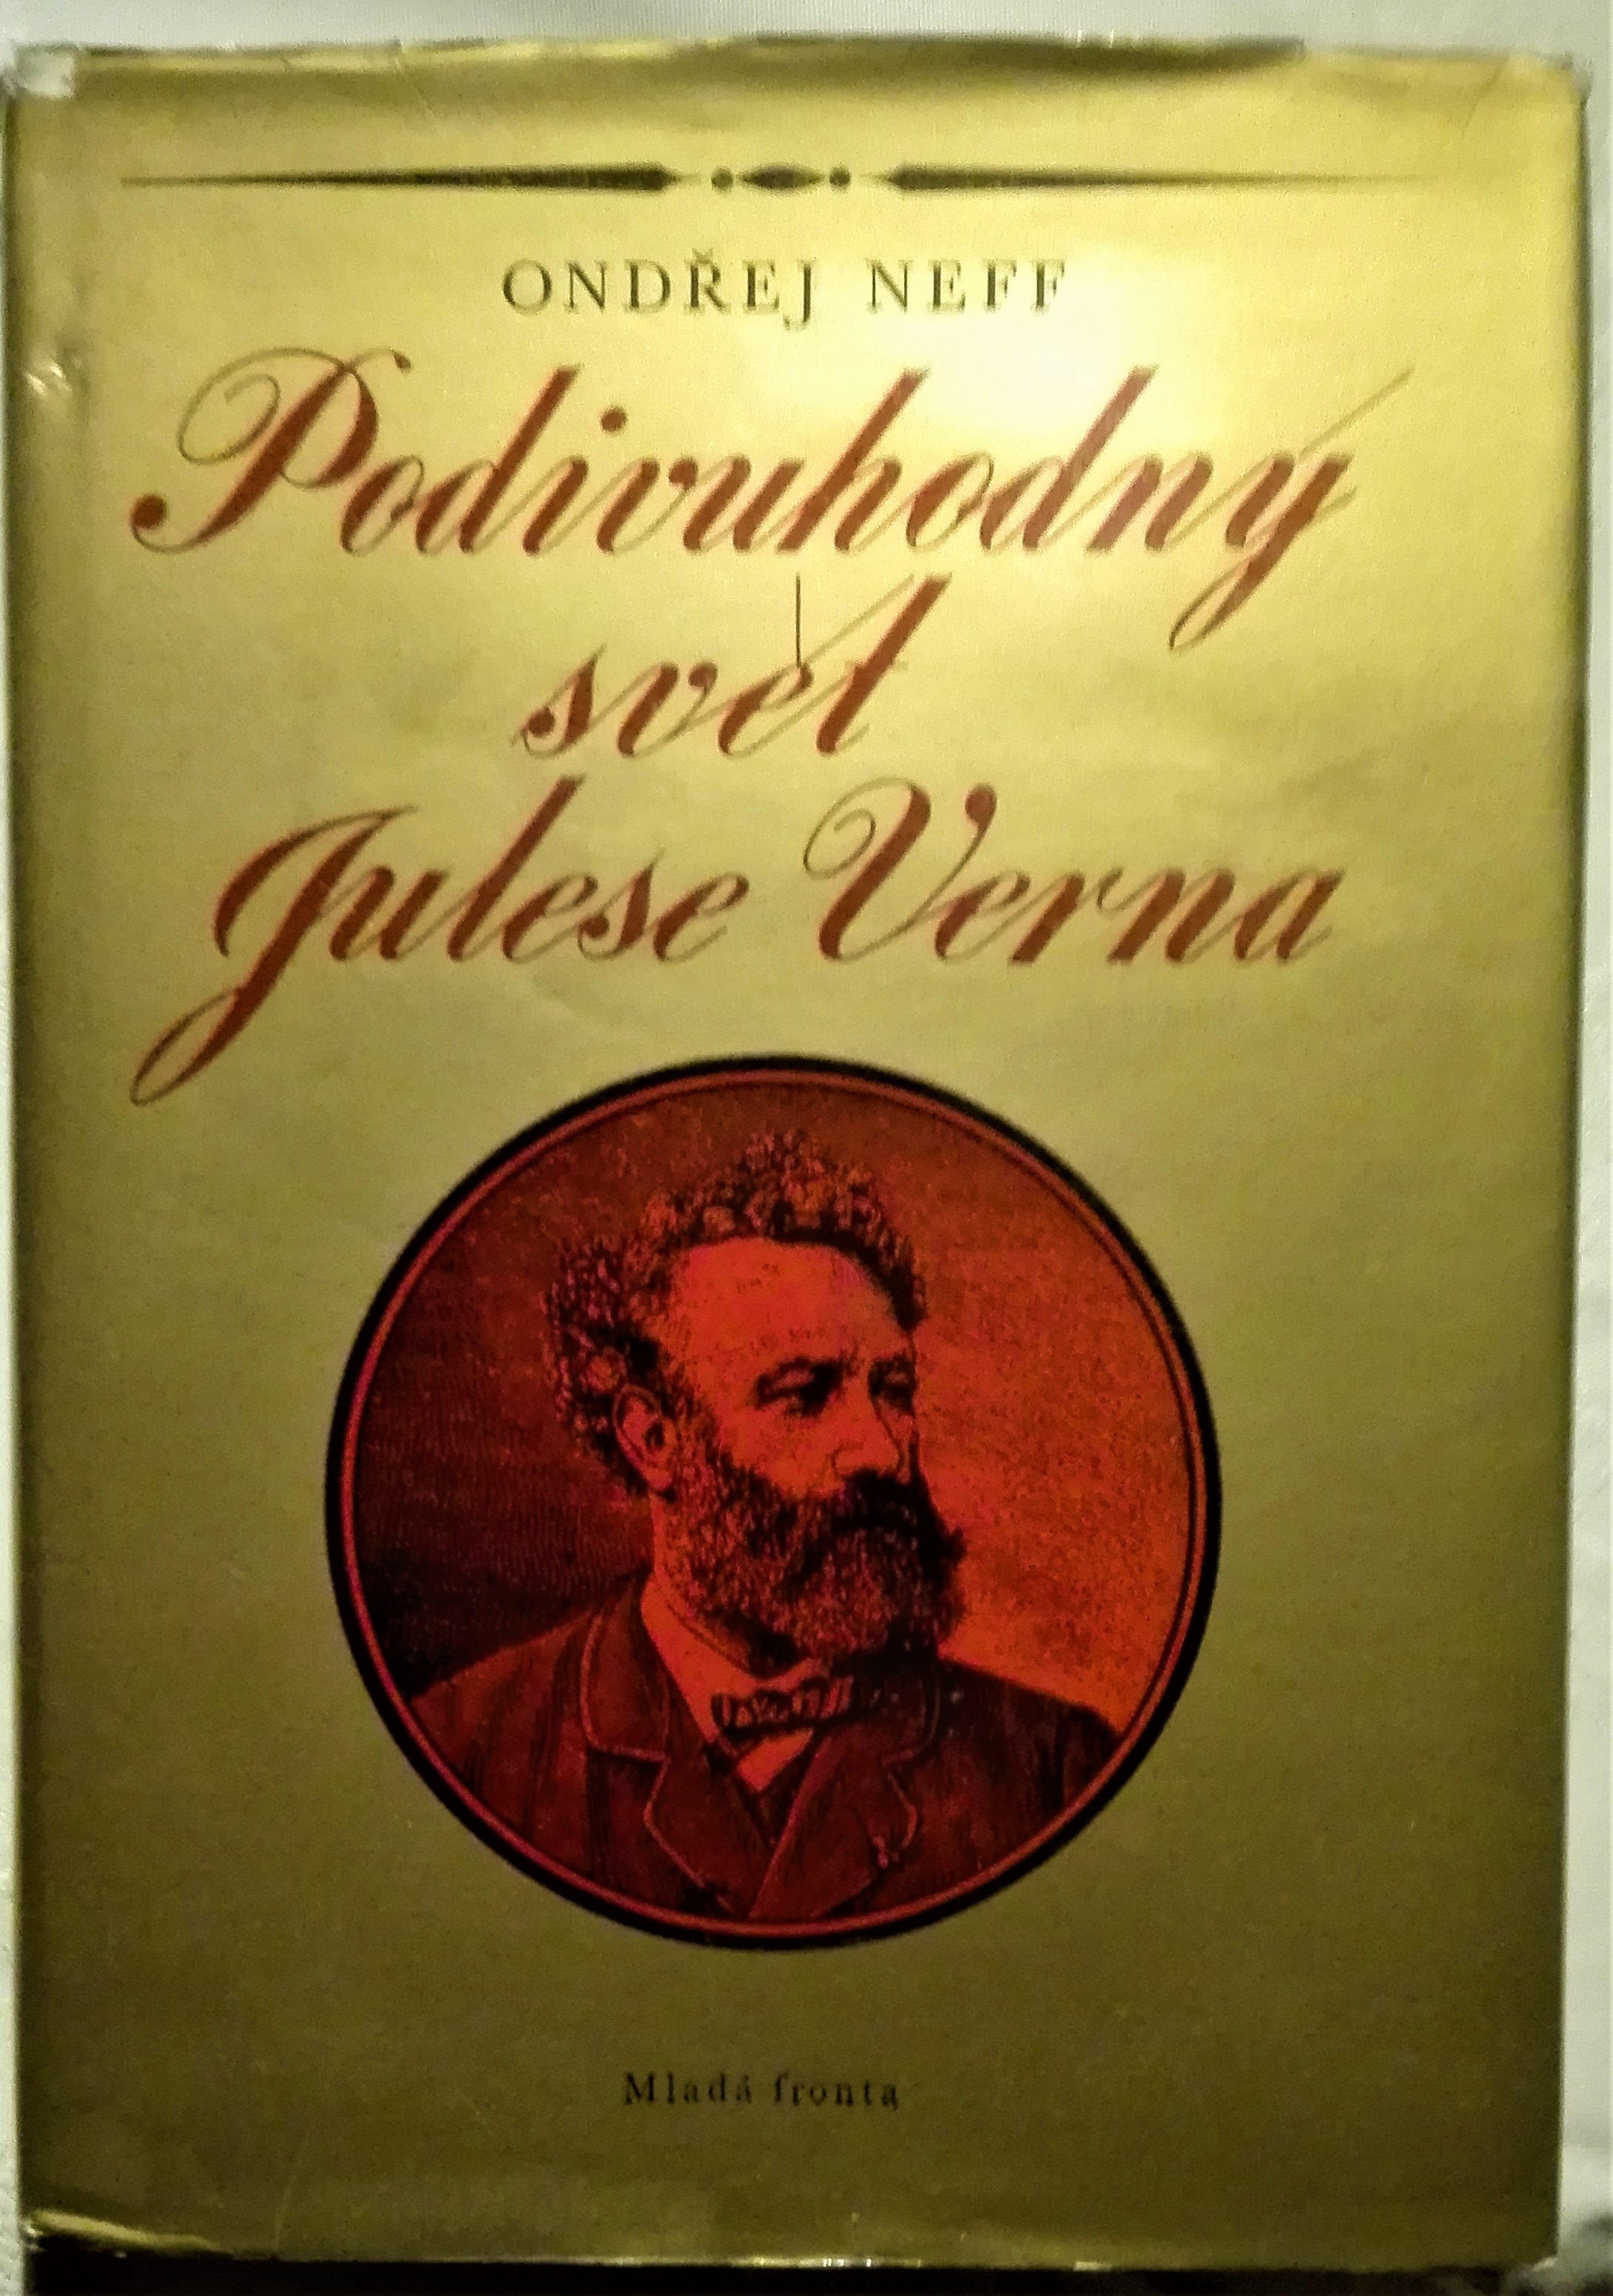 ONDŘEJ NEFF
Podivuhodný
svět
Julese Verna
Mladá fronta